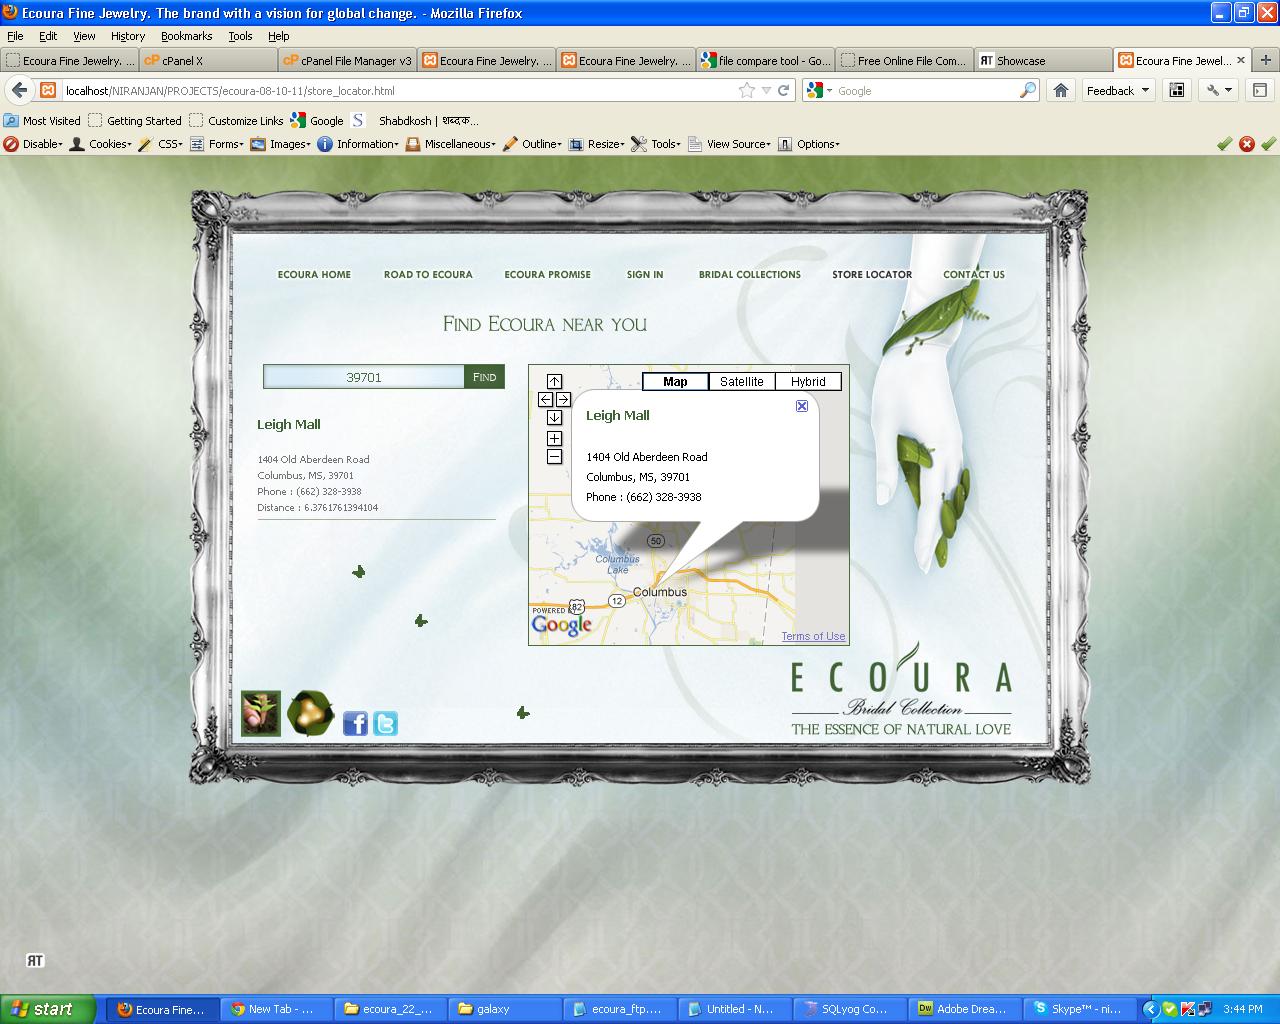 Ecoura Fine Jewelry. The brand with a vision for global change. - Mozilla Firefox
File Edit View History Bookmarks Tools Help
Ecoura Fine Jewelry. ... cPanel X cPanel File Manager v3 Ecoura Fine Jewelry. ... Ecoura Fine Jewelry. ... file compare tool - Go... Free Online File Com... ЯT Showcase Ecoura Fine Jewel...
localhost/NIRANJAN/PROJECTS/ecoura-08-10-11/store_locator.html Google Feedback
Most Visited Getting Started Customize Links Google Shabdkosh | शब्दक...
Disable Cookies CSS Forms Images Information Miscellaneous Outline Resize Tools View Source Options
ECOURA HOME ROAD TO ECOURA ECOURA PROMISE SIGN IN BRIDAL COLLECTIONS STORE LOCATOR CONTACT US
FIND ECOURA NEAR YOU
39701 FIND
Leigh Mall
1404 Old Aberdeen Road
Columbus, MS, 39701
Phone : (662) 328-3938
Distance : 6.3761761394104
Map Satellite Hybrid
Leigh Mall
1404 Old Aberdeen Road
Columbus, MS, 39701
Phone : (662) 328-3938
50
Columbus
Lake
Columbus
12
82
POWERED BY
Google
Terms of Use
ECOURA
Bridal Collection
THE ESSENCE OF NATURAL LOVE
ЯT
start Ecoura Fine... New Tab - ... ecoura_22_... galaxy ecoura_ftp.... Untitled - N... SQLyog Co... Adobe Drea... Skype™ - ni... 3:44 PM